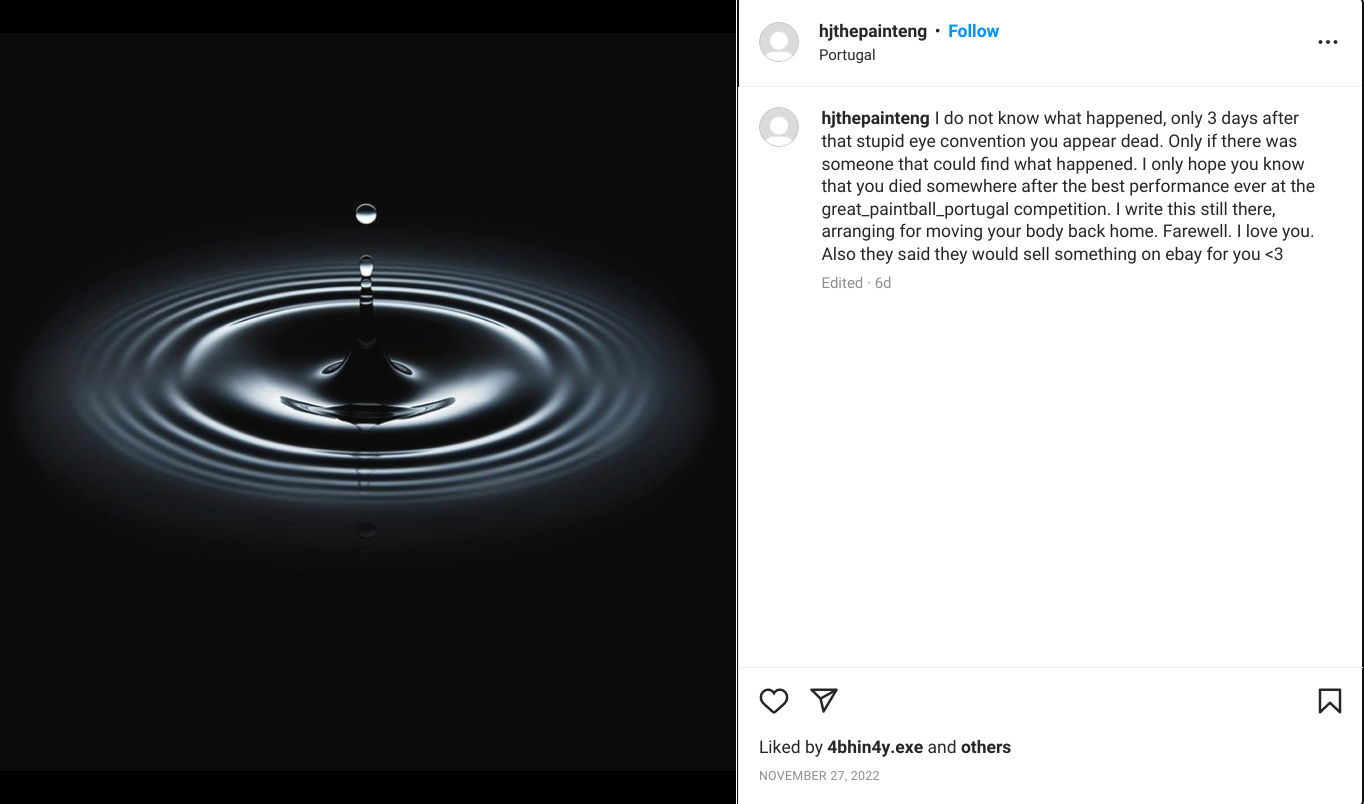 hjthepainteng • Follow
Portugal
hjthepainteng I do not know what happened, only 3 days after
that stupid eye convention you appear dead. Only if there was
someone that could find what happened. I only hope you know
that you died somewhere after the best performance ever at the
great_paintball_portugal competition. I write this still there,
arranging for moving your body back home. Farewell. I love you.
Also they said they would sell something on ebay for you <3
Edited · 6d
Liked by 4bhin4y.exe and others
NOVEMBER 27, 2022